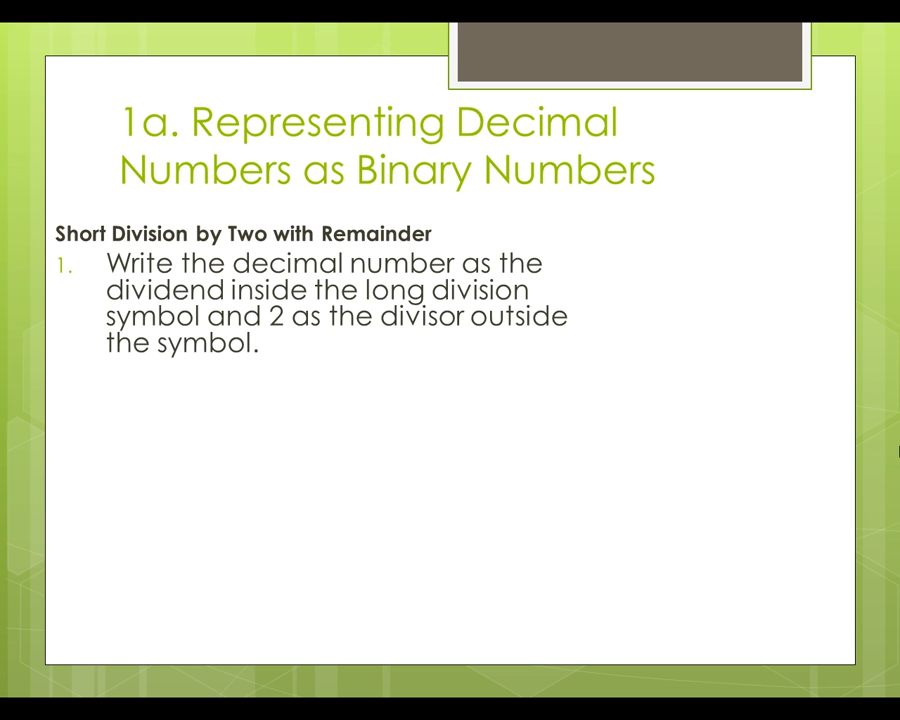 1a. Representing Decimal
Numbers as Binary Numbers
Short Division by Two with Remainder
1. Write the decimal number as the
dividend inside the long division
symbol and 2 as the divisor outside
the symbol.